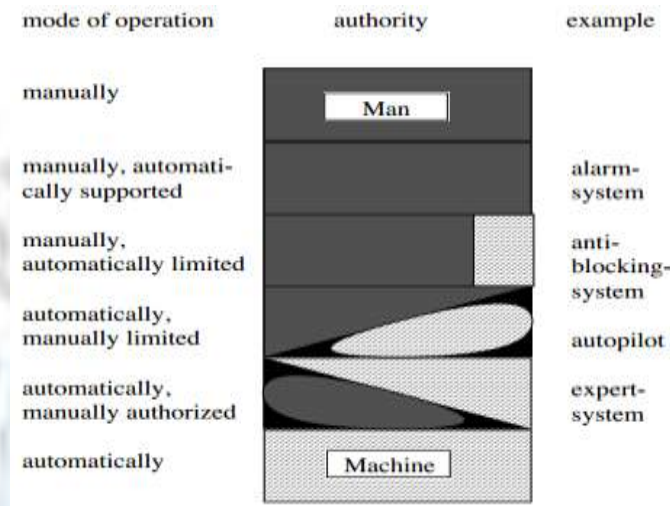 mode of operation authority example
manually
Man
manually, automati-
cally supported
alarm-
system
manually,
automatically limited
anti-
blocking-
system
automatically,
manually limited
autopilot
automatically,
manually authorized
expert-
system
automatically
Machine